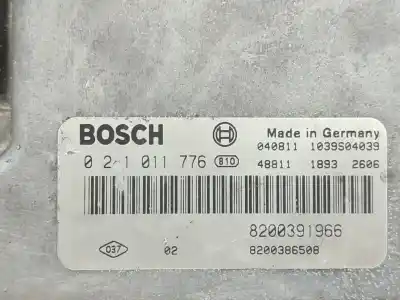 BOSCH
Made in Germany
040811 1039S04039
0 281 011 776 810
48811 1893 2606
8200391966
037 02 8200386508